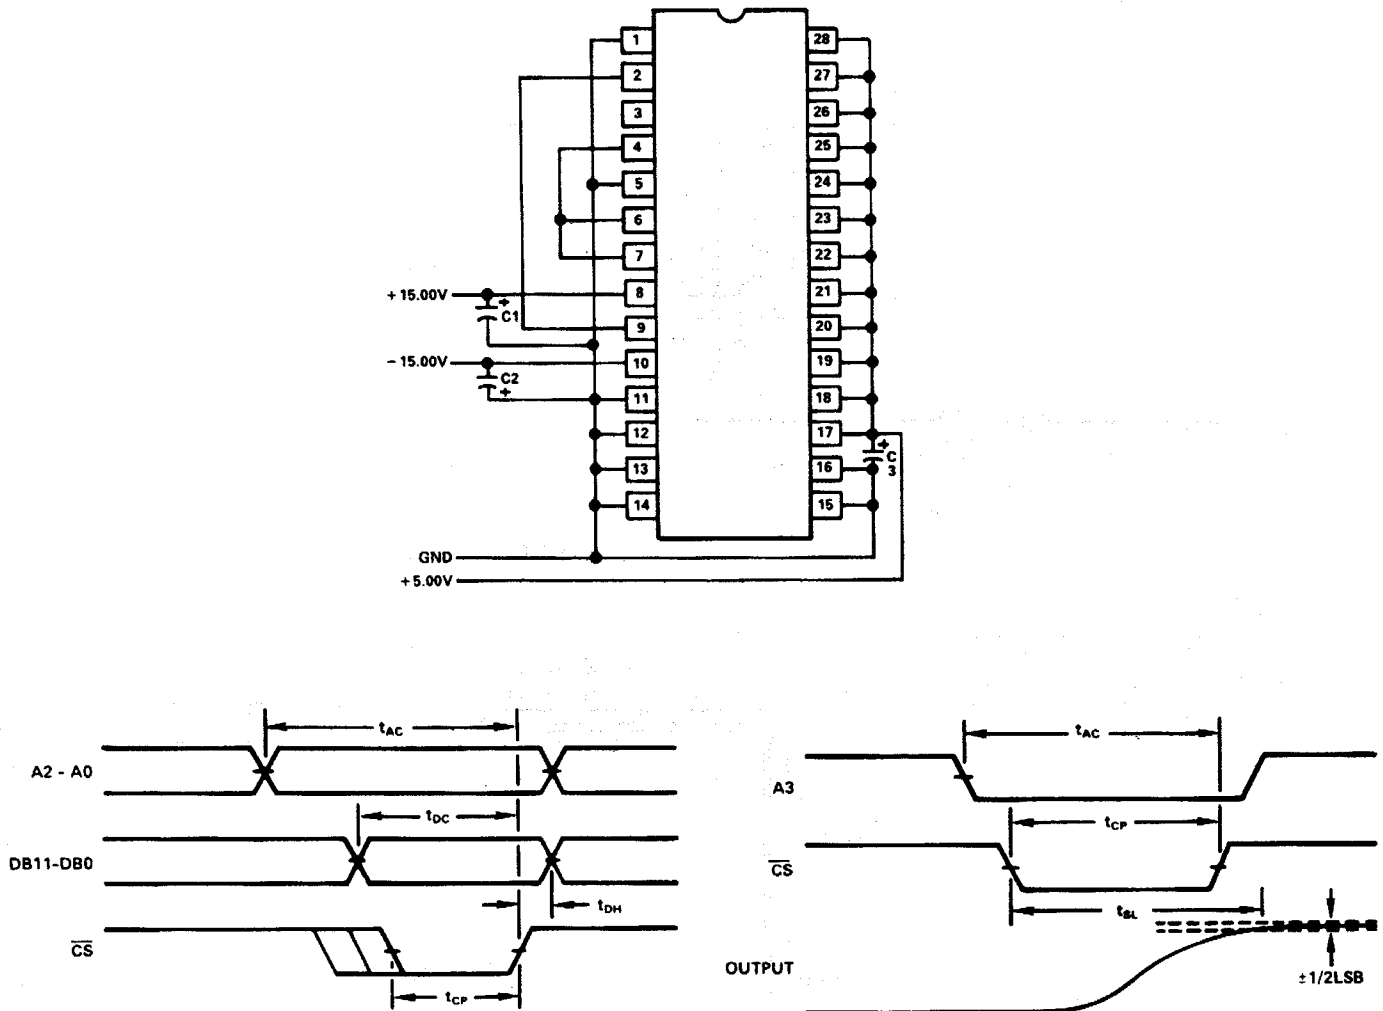 1 28
2 27
3 26
4 25
5 24
6 23
7 22
+15.00V 8 21
+ C1
9 20
-15.00V 10 19
C2 +
11 18
12 17
+ C 3
13 16
14 15
GND
+5.00V
tAC
A2 - A0
tDC
DB11-DB0
tDH
CS
tCP
tAC
A3
tCP
CS
tSL
OUTPUT
±1/2LSB